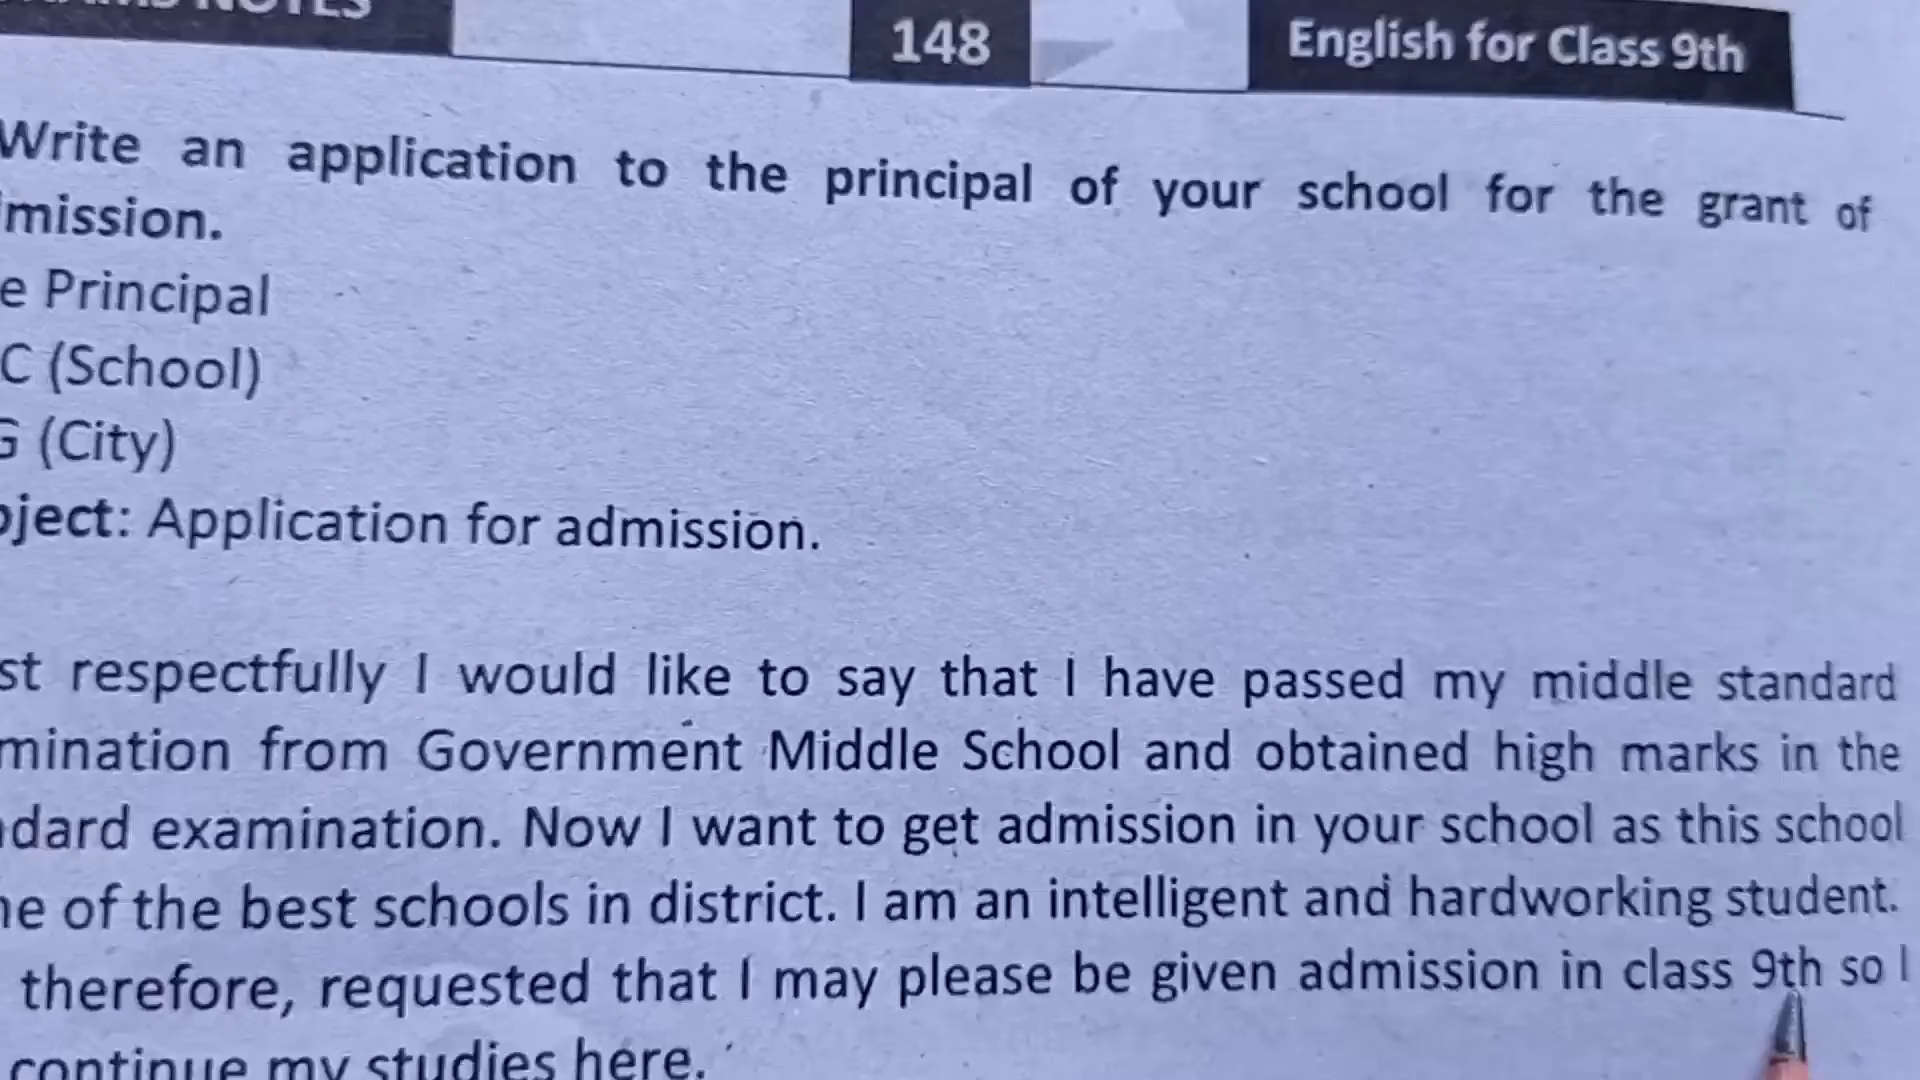 NOTES
148
English for Class 9th
Write an application to the principal of your school for the grant of
mission.
e Principal
C (School)
G (City)
ject: Application for admission.
st respectfully I would like to say that I have passed my middle standard
mination from Government Middle School and obtained high marks in the
dard examination. Now I want to get admission in your school as this school
ne of the best schools in district. I am an intelligent and hardworking student.
therefore, requested that I may please be given admission in class 9th so I
continue my studies here.